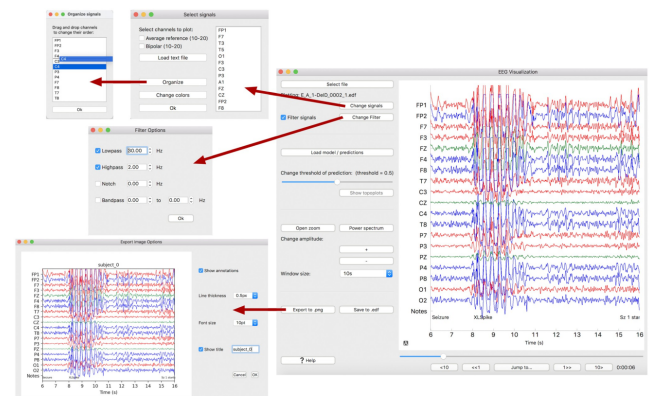 Organize signals
Drag and drop channels
to change their order:
FP1
FP2
F3
C4
P3
P4
F7
F8
T7
T8
Ok
Select signals
Select channels to plot:
Average reference (10-20)
Bipolar (10-20)
Load text file
Organize
Change colors
Ok
FP1
F7
T3
T5
O1
F3
C3
P3
A1
FZ
CZ
FP2
F8
Filter Options
Lowpass 30.00 Hz
Highpass 2.00 Hz
Notch 0.00 Hz
Bandpass 0.00 to 0.00 Hz
Ok
Export Image Options
subject_0
FP1
FP2
F7
F3
FZ
F4
F8
T7
C3
CZ
C4
T8
P7
P3
PZ
P4
P8
O1
O2
Notes
6 7 8 9 10 11 12 13 14 15 16
Time (s)
Show annotations
Line thickness 0.5px
Font size 12pt
Show title subject_0
Cancel OK
EEG Visualization
Select file
Change signals
Filter signals
Change Filter
Load model / predictions
Change threshold of prediction: (threshold = 0.5)
Show topoplots
Open zoom
Power spectrum
Change amplitude:
+
-
Window size:
10s
Export to .png
Save to .edf
? Help
FP1
FP2
F7
F3
FZ
F4
F8
T7
C3
CZ
C4
T8
P7
P3
PZ
P4
P8
O1
O2
Notes
Seizure
XLSpike
Sz 1 star
6 7 8 9 10 11 12 13 14 15 16
Time (s)
<10
<<1
Jump to...
1>>
10>
0:00:06